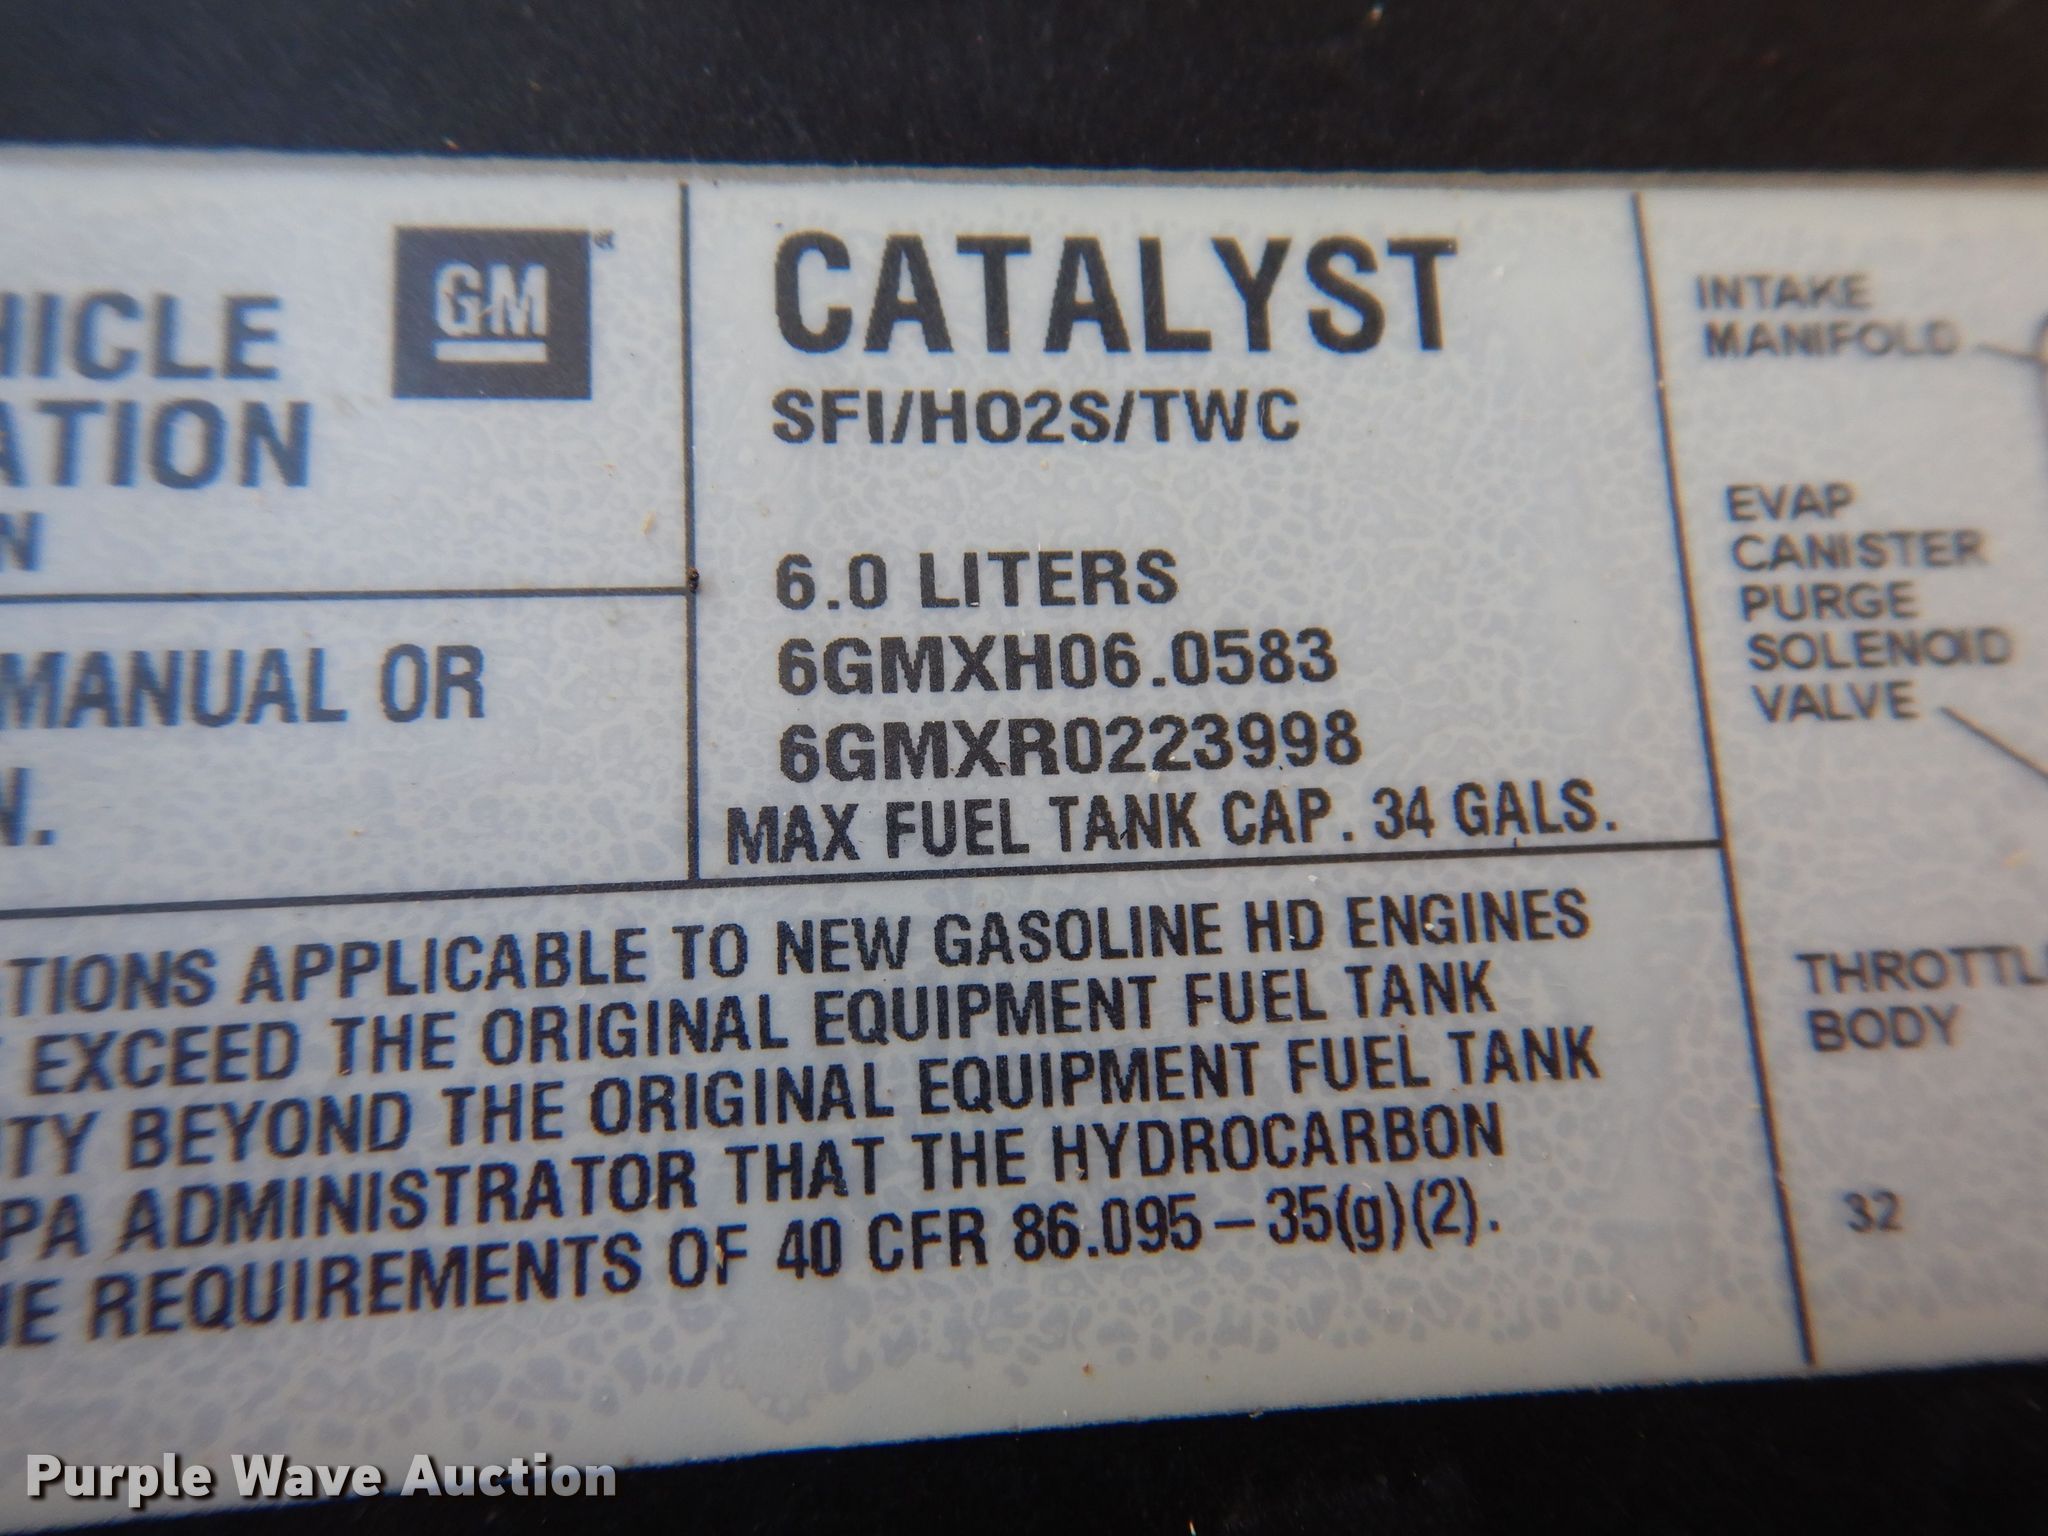 GM
CATALYST
SFI/HO2S/TWC
6.0 LITERS
6GMXH06.0583
6GMXR0223998
MAX FUEL TANK CAP. 34 GALS.
HICLE
ATION
N
MANUAL OR
N.
TIONS APPLICABLE TO NEW GASOLINE HD ENGINES
EXCEED THE ORIGINAL EQUIPMENT FUEL TANK
ITY BEYOND THE ORIGINAL EQUIPMENT FUEL TANK
PA ADMINISTRATOR THAT THE HYDROCARBON
HE REQUIREMENTS OF 40 CFR 86.095-35(g)(2).
INTAKE
MANIFOLD
EVAP
CANISTER
PURGE
SOLENOID
VALVE
THROTTL
BODY
32
Purple Wave Auction